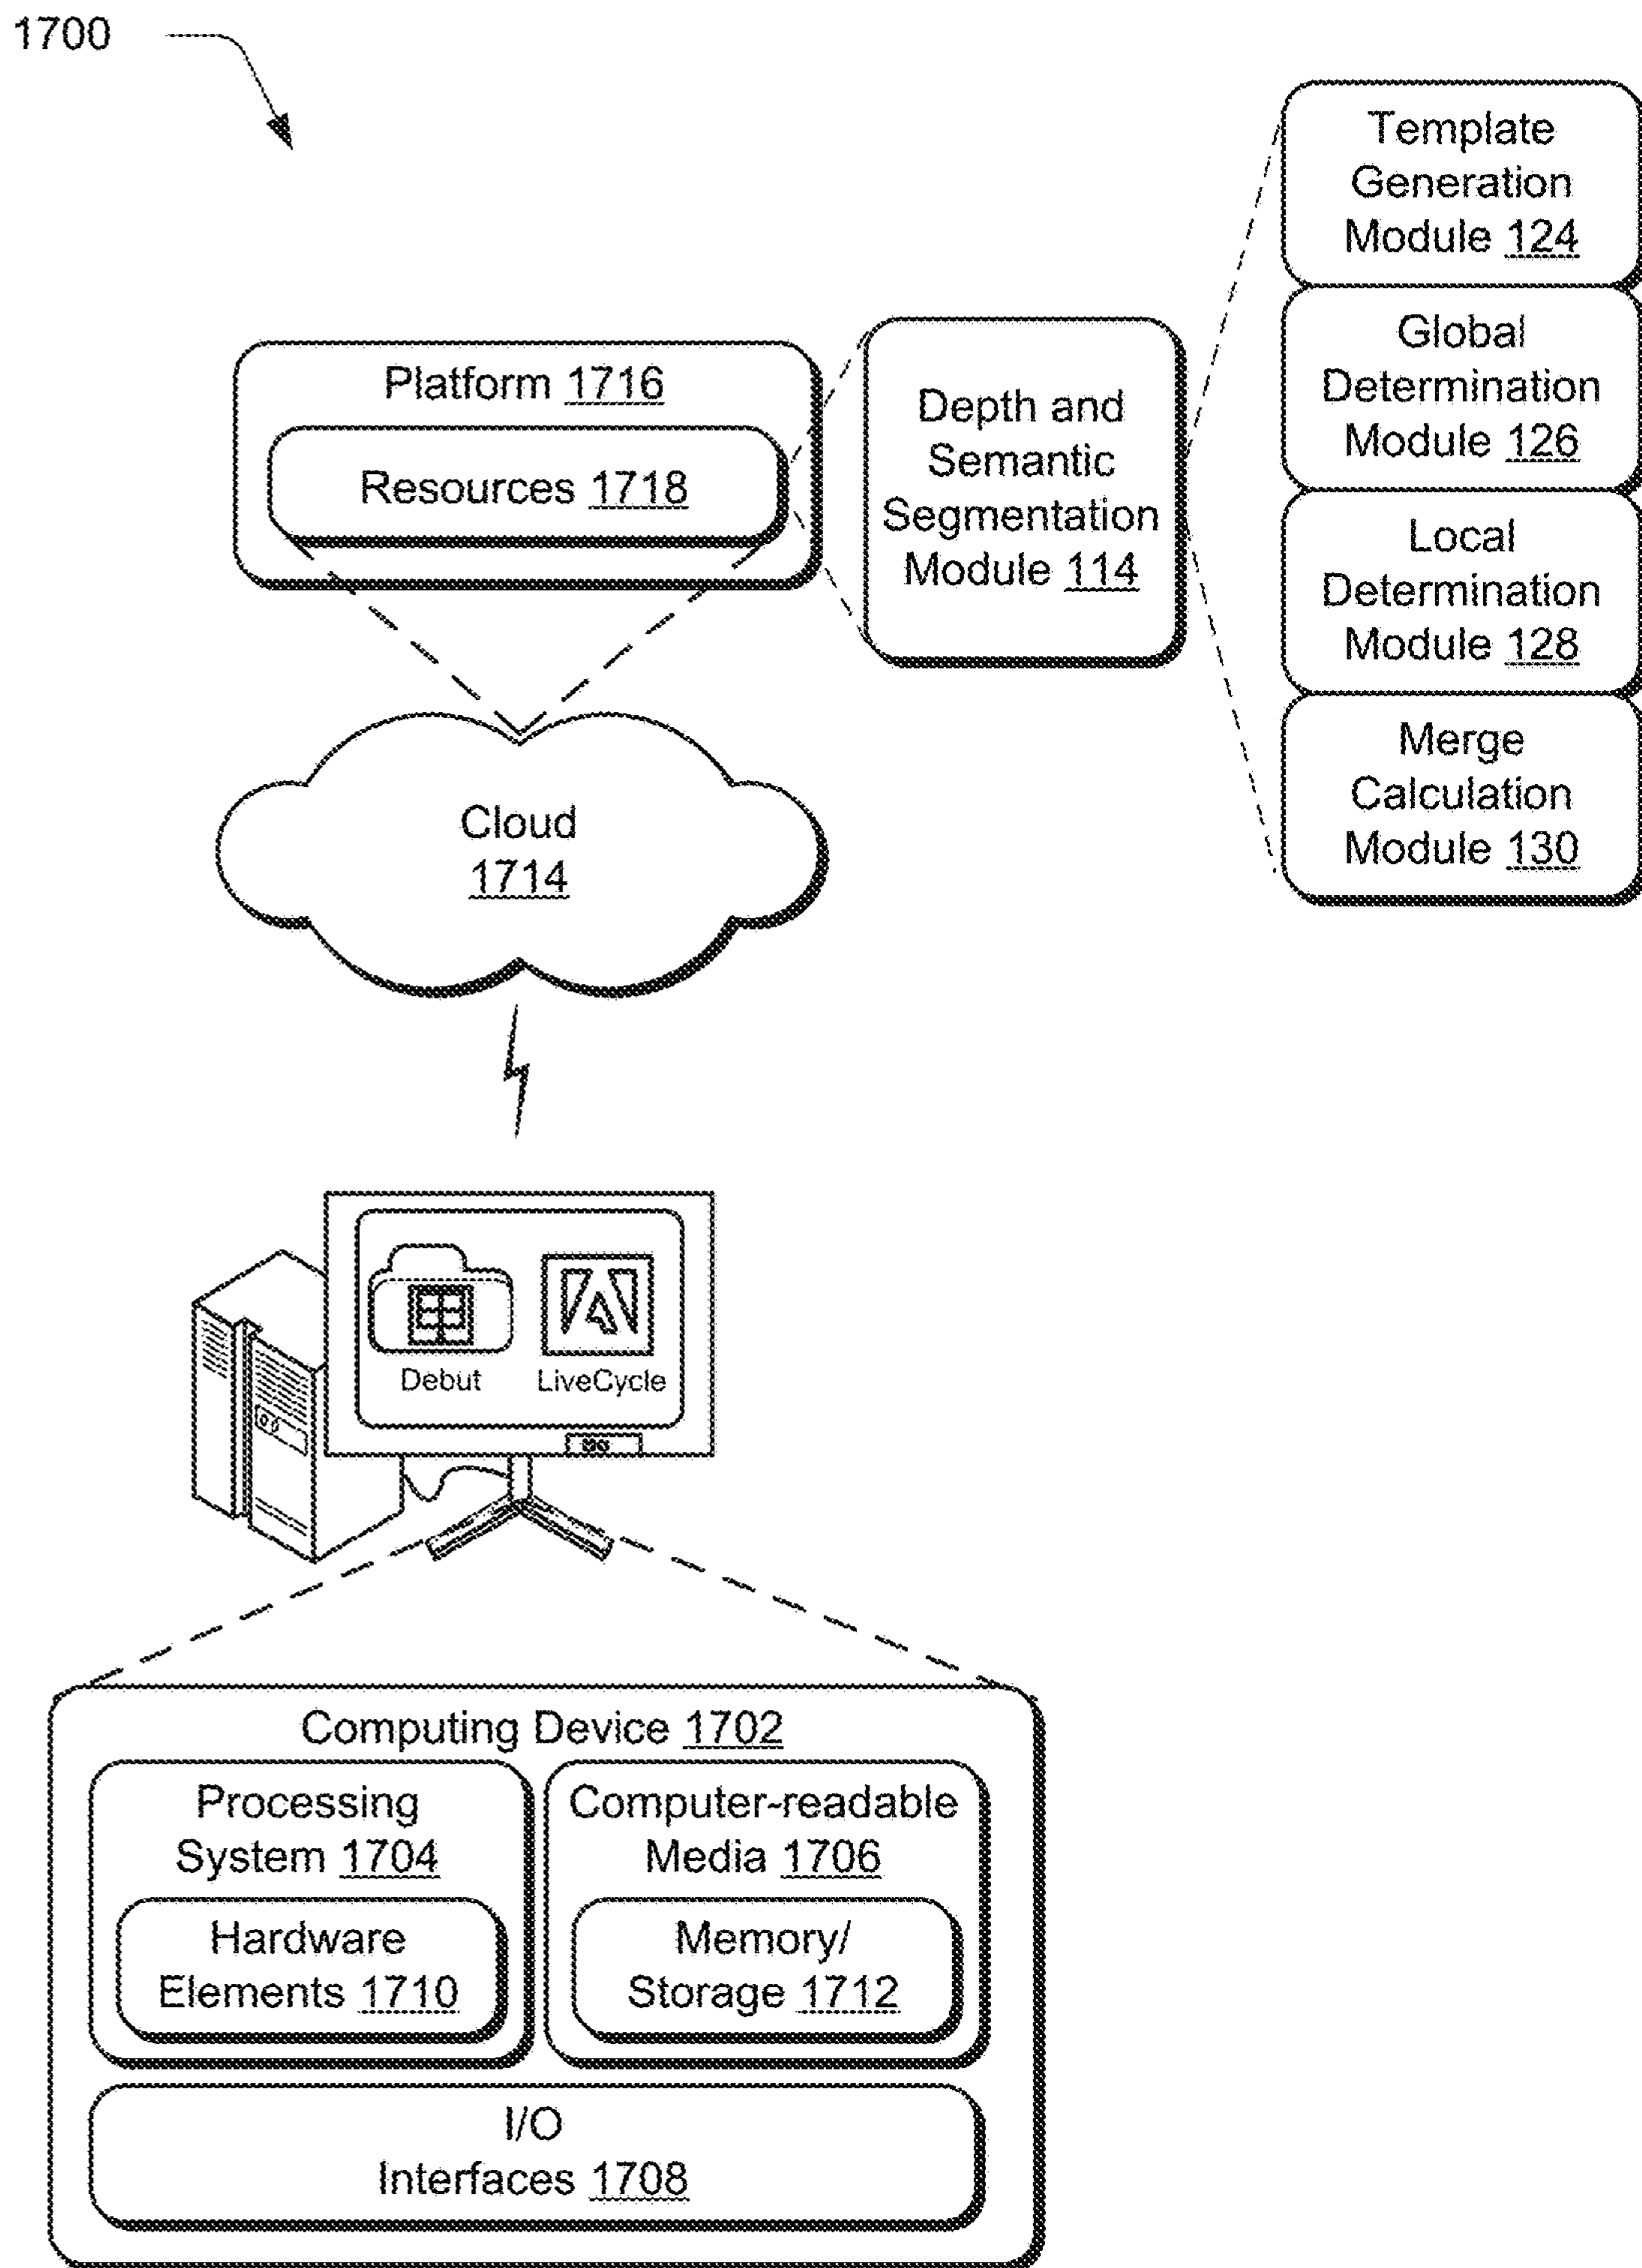 1700
Template
Generation
Module 124
Global
Determination
Module 126
Local
Determination
Module 128
Merge
Calculation
Module 130
Platform 1716
Resources 1718
Depth and
Semantic
Segmentation
Module 114
Cloud
1714
Debut
LiveCycle
Computing Device 1702
Processing
System 1704
Hardware
Elements 1710
Computer-readable
Media 1706
Memory/
Storage 1712
I/O
Interfaces 1708